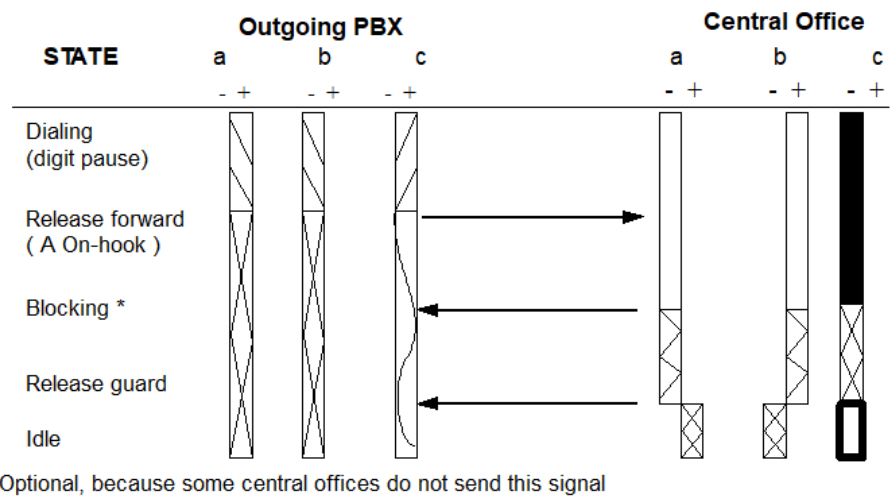 Outgoing PBX Central Office
STATE a b c a b c
- + - + - + - + - + - +
Dialing
(digit pause)
Release forward
( A On-hook )
Blocking *
Release guard
Idle
Optional, because some central offices do not send this signal